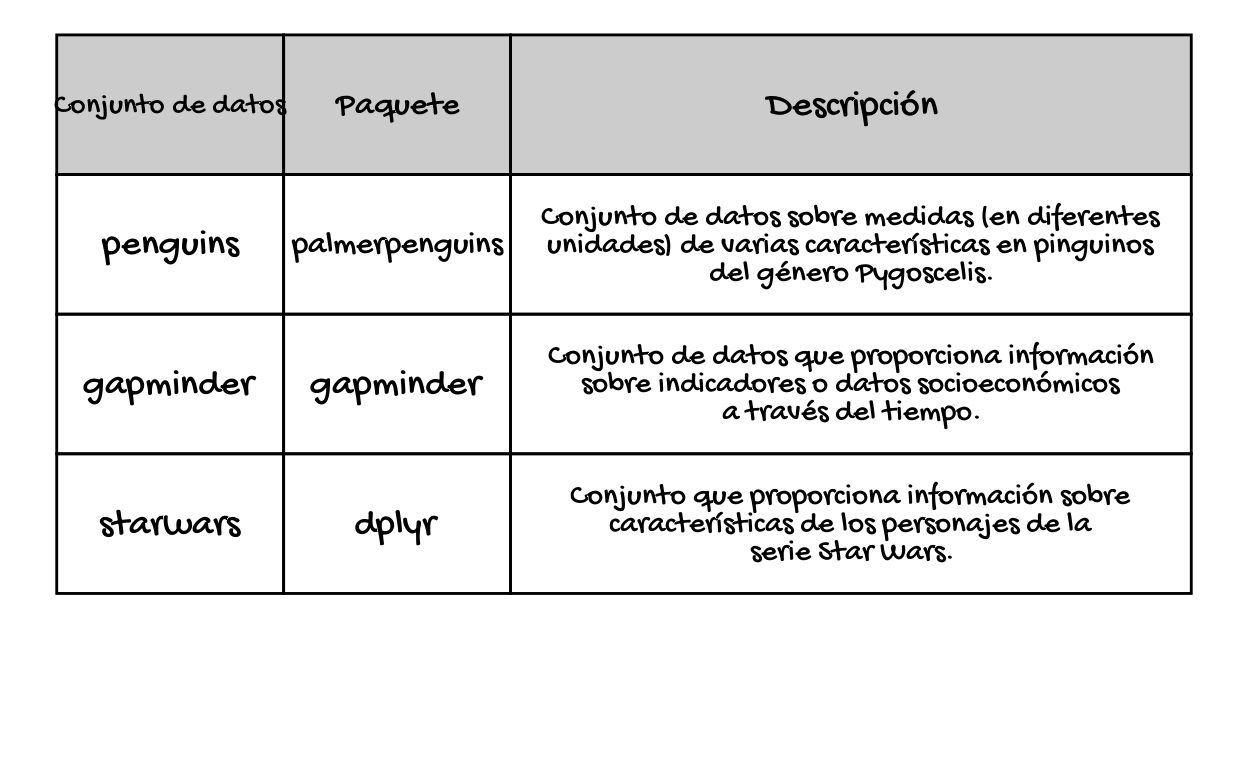 Conjunto de datos
Paquete
Descripción
penguins
palmerpenguins
Conjunto de datos sobre medidas (en diferentes
unidades) de varias características en pinguinos
del género Pygoscelis.
gapminder
gapminder
Conjunto de datos que proporciona información
sobre indicadores o datos socioeconómicos
a través del tiempo.
starwars
dplyr
Conjunto que proporciona información sobre
características de los personajes de la
serie Star Wars.